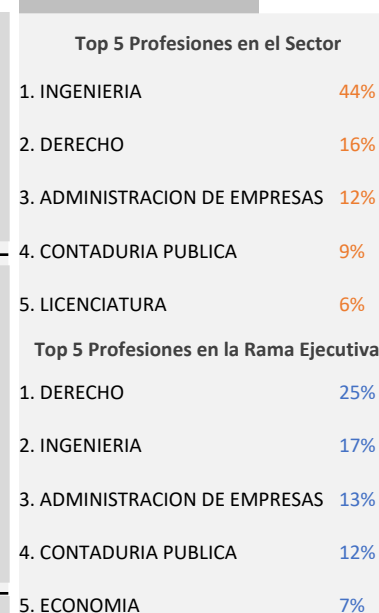 Top 5 Profesiones en el Sector
1. INGENIERIA 44%
2. DERECHO 16%
3. ADMINISTRACION DE EMPRESAS 12%
4. CONTADURIA PUBLICA 9%
5. LICENCIATURA 6%
Top 5 Profesiones en la Rama Ejecutiva
1. DERECHO 25%
2. INGENIERIA 17%
3. ADMINISTRACION DE EMPRESAS 13%
4. CONTADURIA PUBLICA 12%
5. ECONOMIA 7%